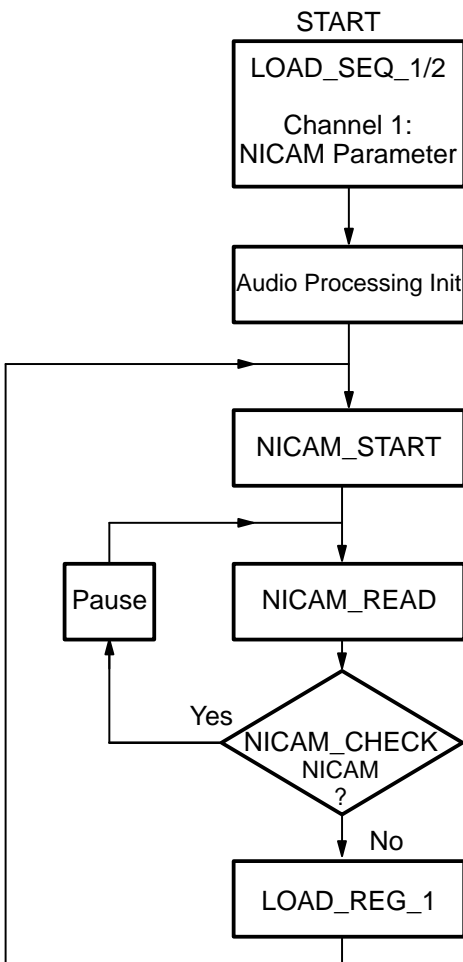 START
LOAD_SEQ_1/2
Channel 1:
NICAM Parameter
Audio Processing Init
NICAM_START
Pause
NICAM_READ
Yes
NICAM_CHECK
NICAM
?
No
LOAD_REG_1